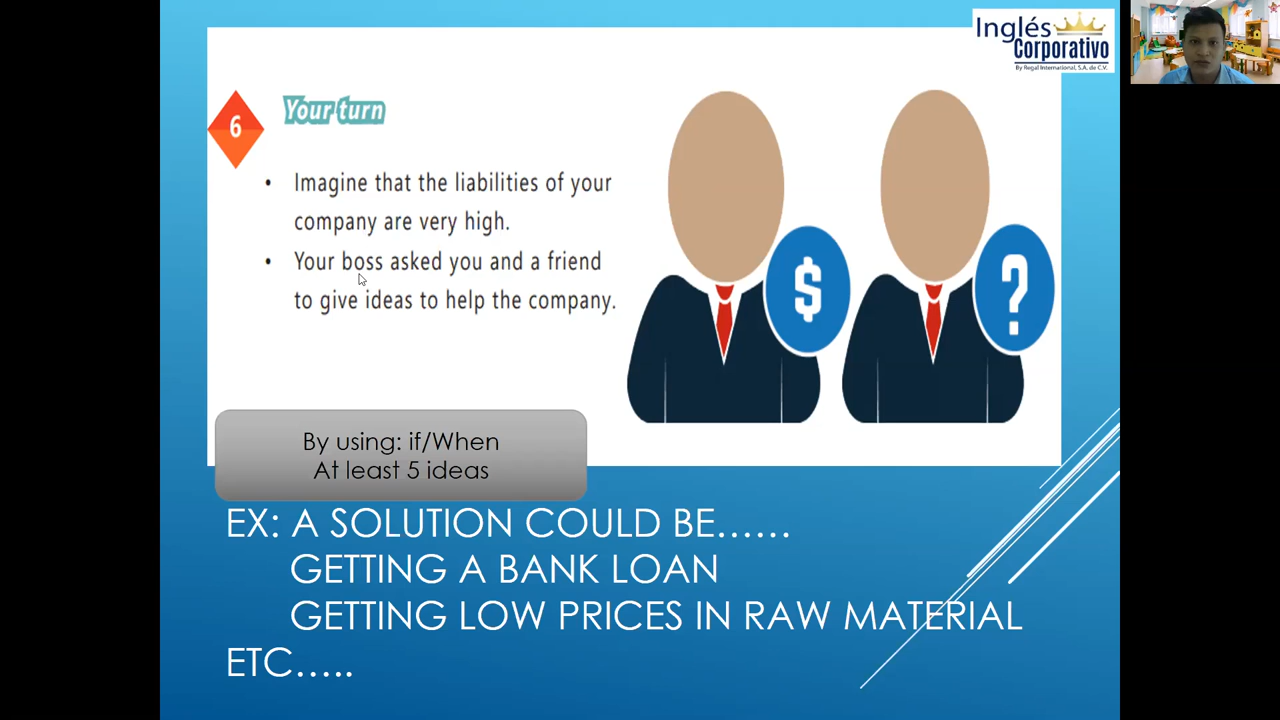 Inglés
Corporativo
By Regal International, S.A. de C.V.
6
Your turn
• Imagine that the liabilities of your
company are very high.
• Your boss asked you and a friend
to give ideas to help the company.
$
?
By using: if/When
At least 5 ideas
EX: A SOLUTION COULD BE......
GETTING A BANK LOAN
GETTING LOW PRICES IN RAW MATERIAL
ETC.....